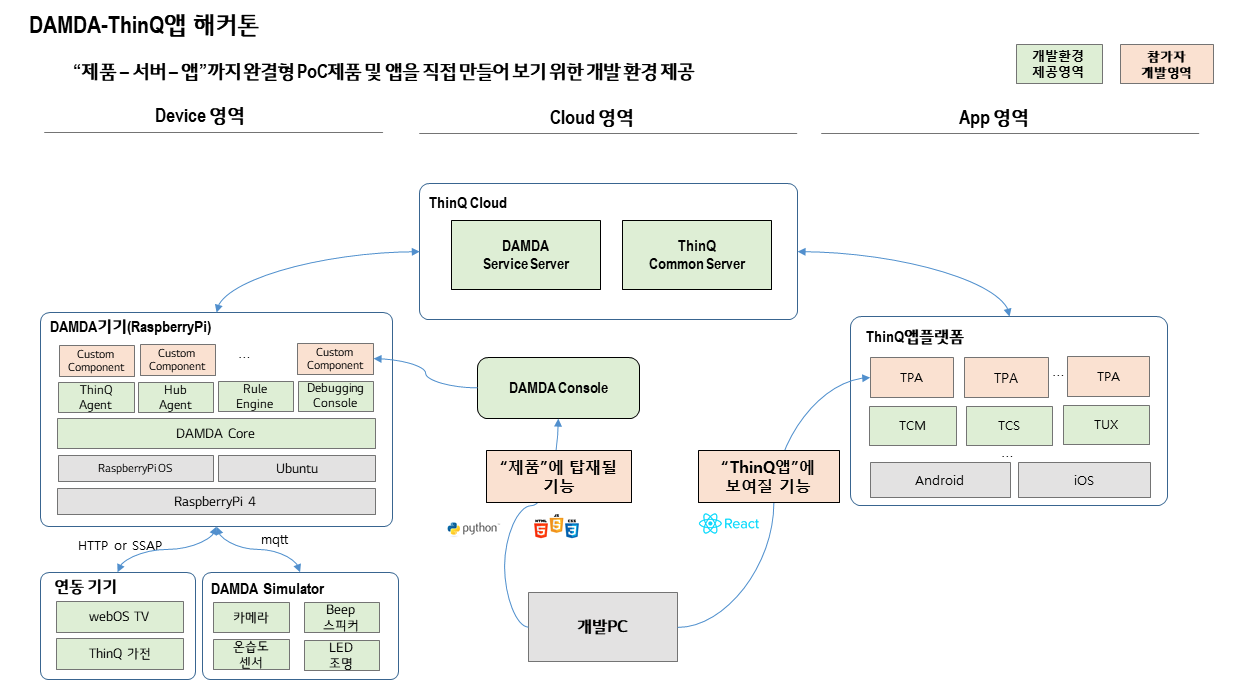 DAMDA-ThinQ앱 해커톤
“제품 – 서버 – 앱”까지 완결형 PoC제품 및 앱을 직접 만들어 보기 위한 개발 환경 제공
개발환경
제공영역
참가자
개발영역
Device 영역
Cloud 영역
App 영역
ThinQ Cloud
DAMDA
Service Server
ThinQ
Common Server
DAMDA기기(RaspberryPi)
Custom
Component
Custom
Component
...
Custom
Component
ThinQ
Agent
Hub
Agent
Rule
Engine
Debugging
Console
DAMDA Core
RaspberryPi OS
Ubuntu
RaspberryPi 4
DAMDA Console
ThinQ앱플랫폼
TPA
TPA
...
TPA
TCM
TCS
TUX
...
Android
iOS
“제품”에 탑재될
기능
“ThinQ앱”에
보여질 기능
python
HTML
JS
CSS
React
HTTP or SSAP
mqtt
연동 기기
webOS TV
ThinQ 가전
DAMDA Simulator
카메라
Beep
스피커
온습도
센서
LED
조명
개발PC